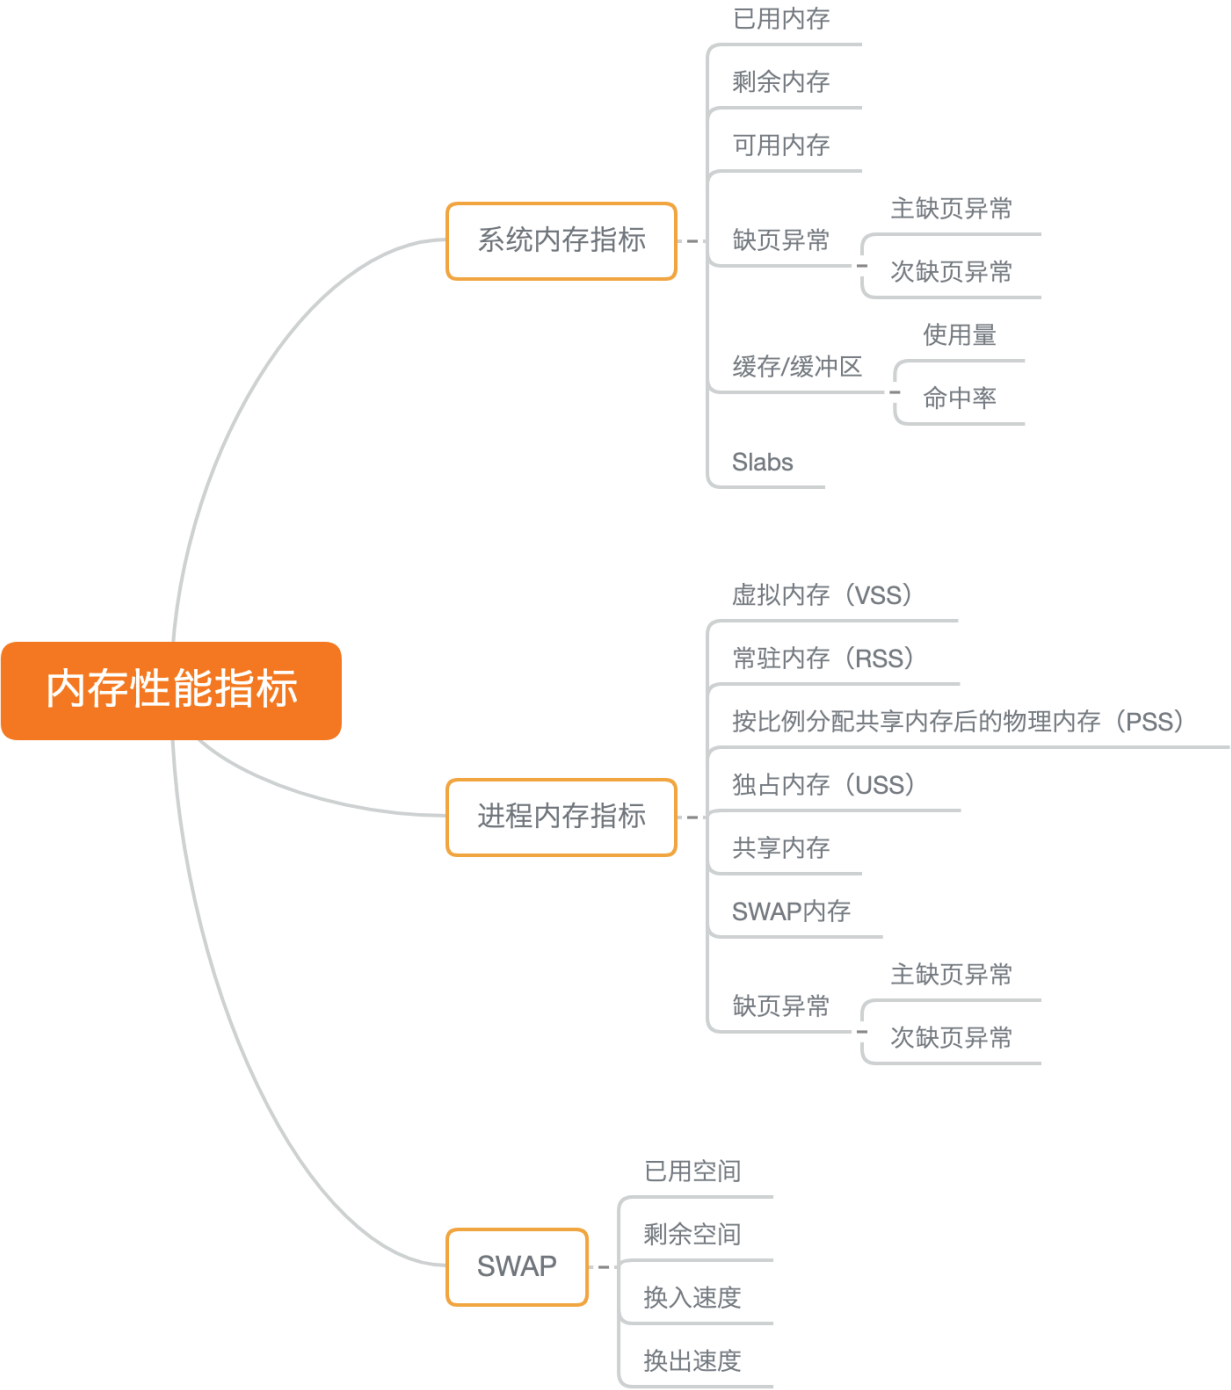 内存性能指标
系统内存指标
已用内存
剩余内存
可用内存
缺页异常
主缺页异常
次缺页异常
缓存/缓冲区
使用量
命中率
Slabs
进程内存指标
虚拟内存（VSS）
常驻内存（RSS）
按比例分配共享内存后的物理内存（PSS）
独占内存（USS）
共享内存
SWAP内存
缺页异常
主缺页异常
次缺页异常
SWAP
已用空间
剩余空间
换入速度
换出速度